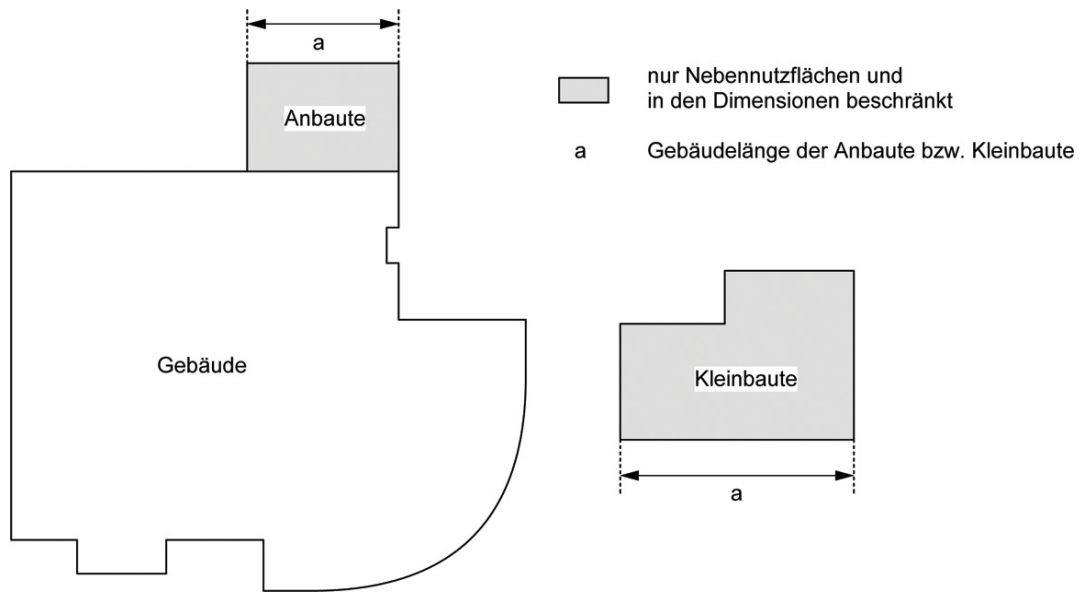 a
Anbaute
nur Nebennutzflächen und
in den Dimensionen beschränkt
a Gebäudelänge der Anbaute bzw. Kleinbaute
Gebäude
Kleinbaute
a